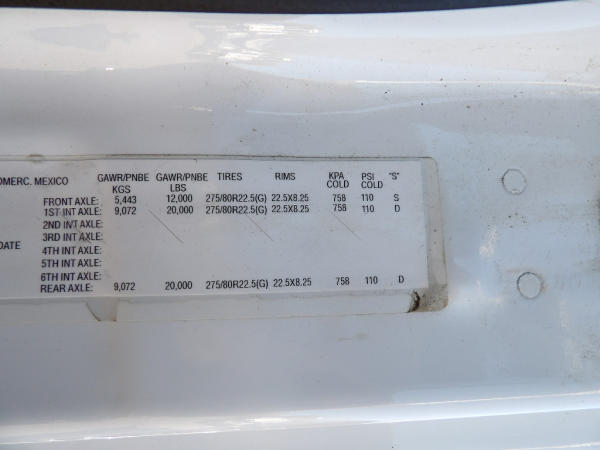 OMERC. MEXICO GAWR/PNBE GAWR/PNBE TIRES RIMS KPA PSI "S"
KGS LBS COLD COLD
FRONT AXLE: 5,443 12,000 275/80R22.5(G) 22.5X8.25 758 110 S
1ST INT AXLE: 9,072 20,000 275/80R22.5(G) 22.5X8.25 758 110 D
2ND INT AXLE:
3RD INT AXLE:
DATE 4TH INT AXLE:
5TH INT AXLE:
6TH INT AXLE:
REAR AXLE: 9,072 20,000 275/80R22.5(G) 22.5X8.25 758 110 D